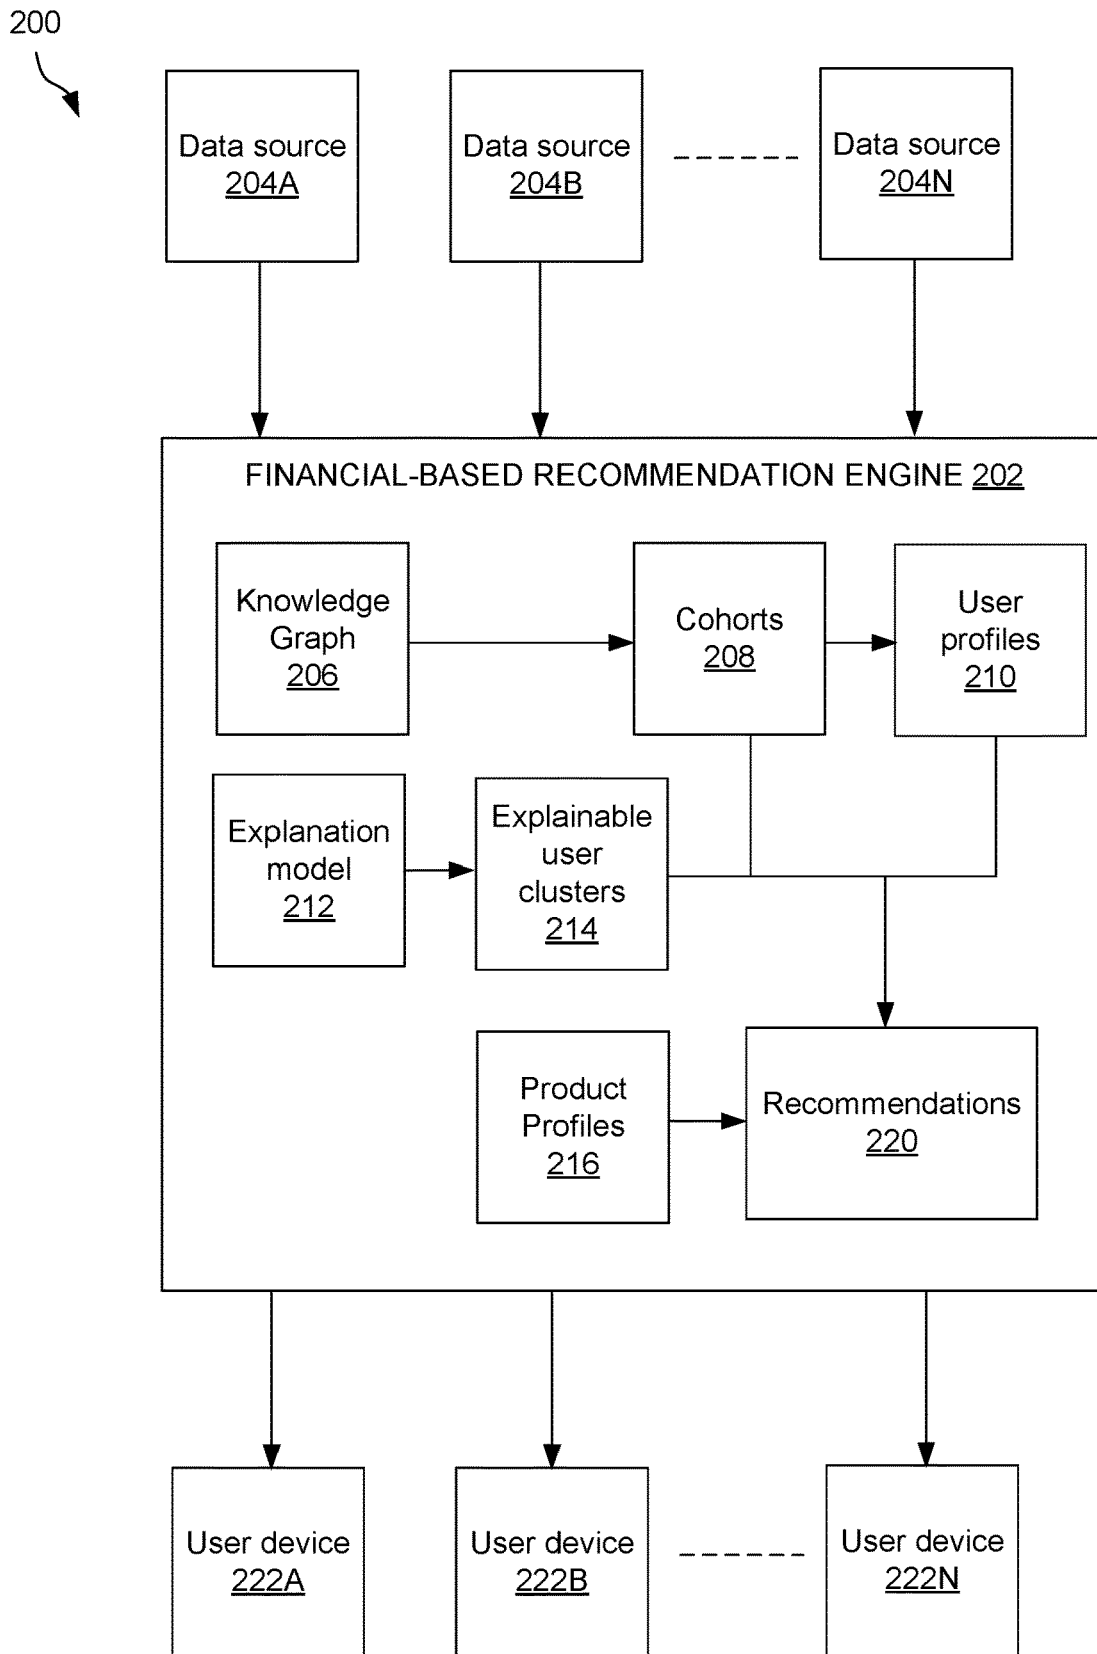 200
Data source
204A
Data source
204B
Data source
204N
FINANCIAL-BASED RECOMMENDATION ENGINE 202
Knowledge
Graph
206
Cohorts
208
User
profiles
210
Explanation
model
212
Explainable
user
clusters
214
Product
Profiles
216
Recommendations
220
User device
222A
User device
222B
User device
222N